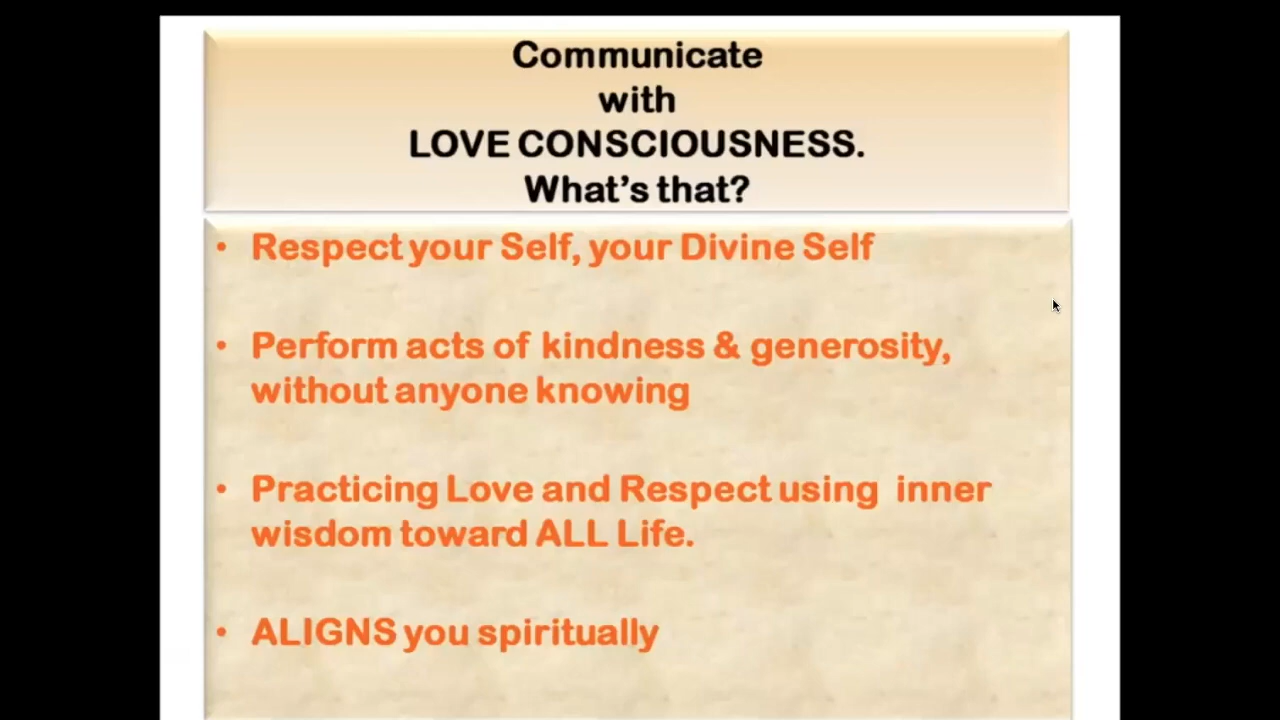 Communicate
with
LOVE CONSCIOUSNESS.
What’s that?
• Respect your Self, your Divine Self
• Perform acts of kindness & generosity,
without anyone knowing
• Practicing Love and Respect using inner
wisdom toward ALL Life.
• ALIGNS you spiritually